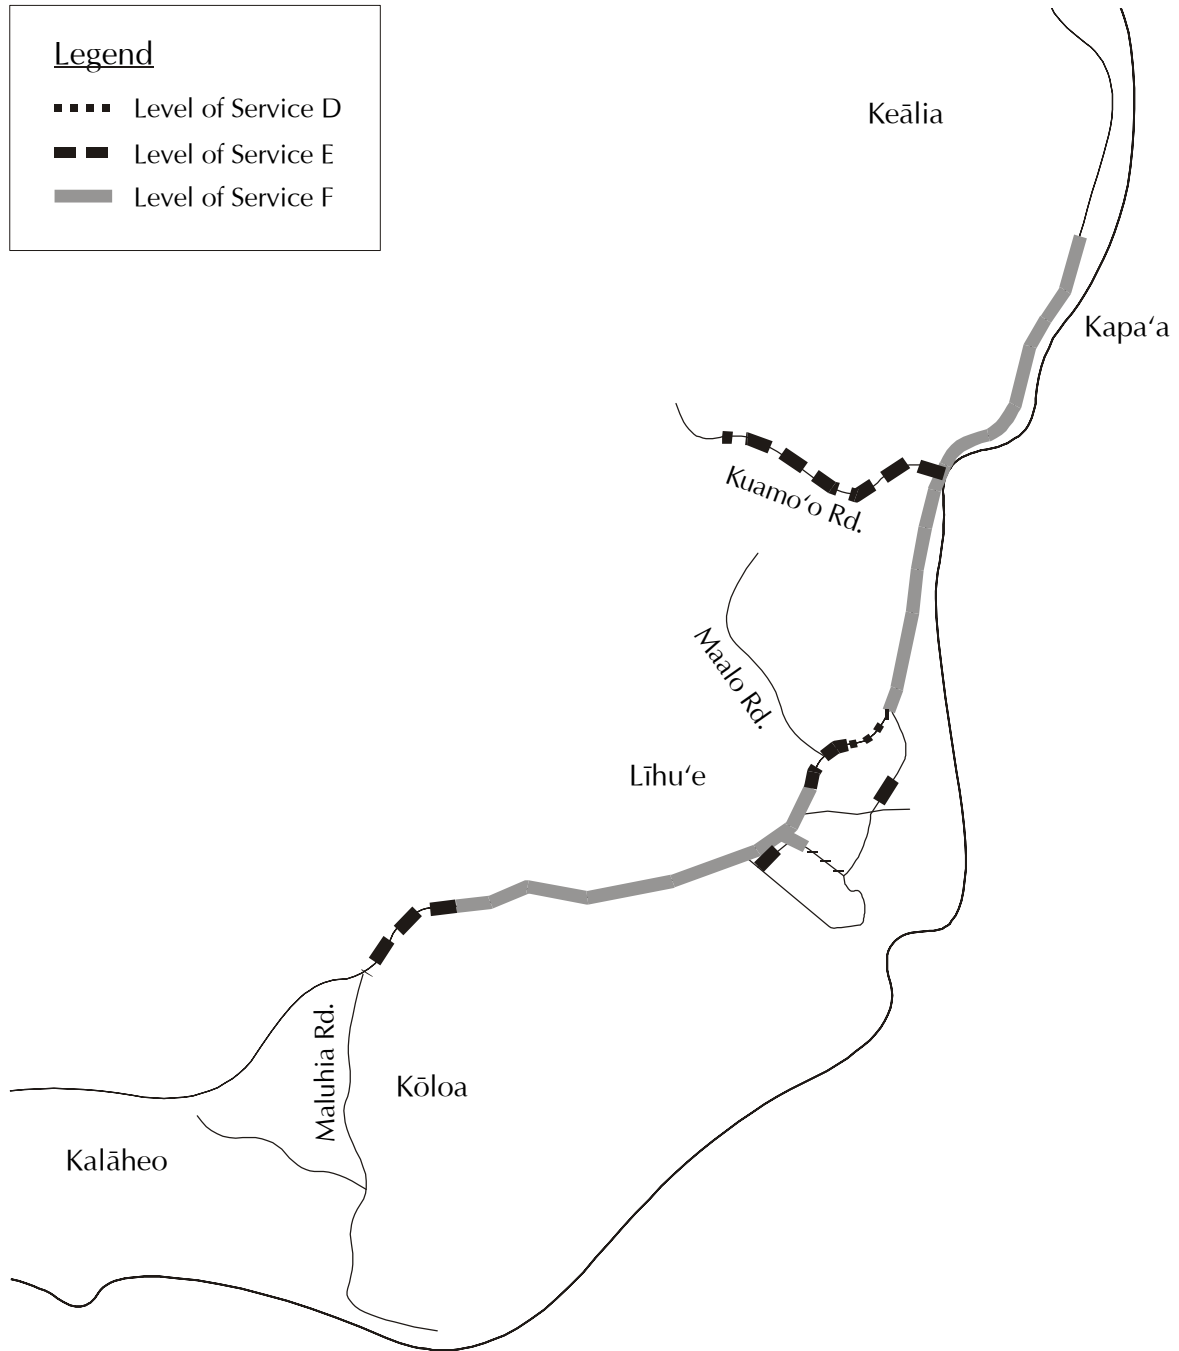 Legend
Level of Service D
Level of Service E
Level of Service F
Keālia
Kapaʻa
Kuamoʻo Rd.
Maalo Rd.
Līhuʻe
Maluhia Rd.
Kōloa
Kalāheo